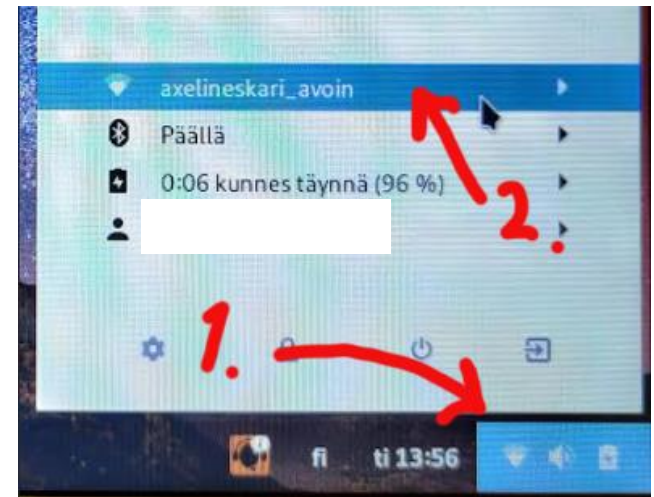 axelineskari_avoin
Päällä
0:06 kunnes täynnä (96 %)
2.
1.
fi ti 13:56